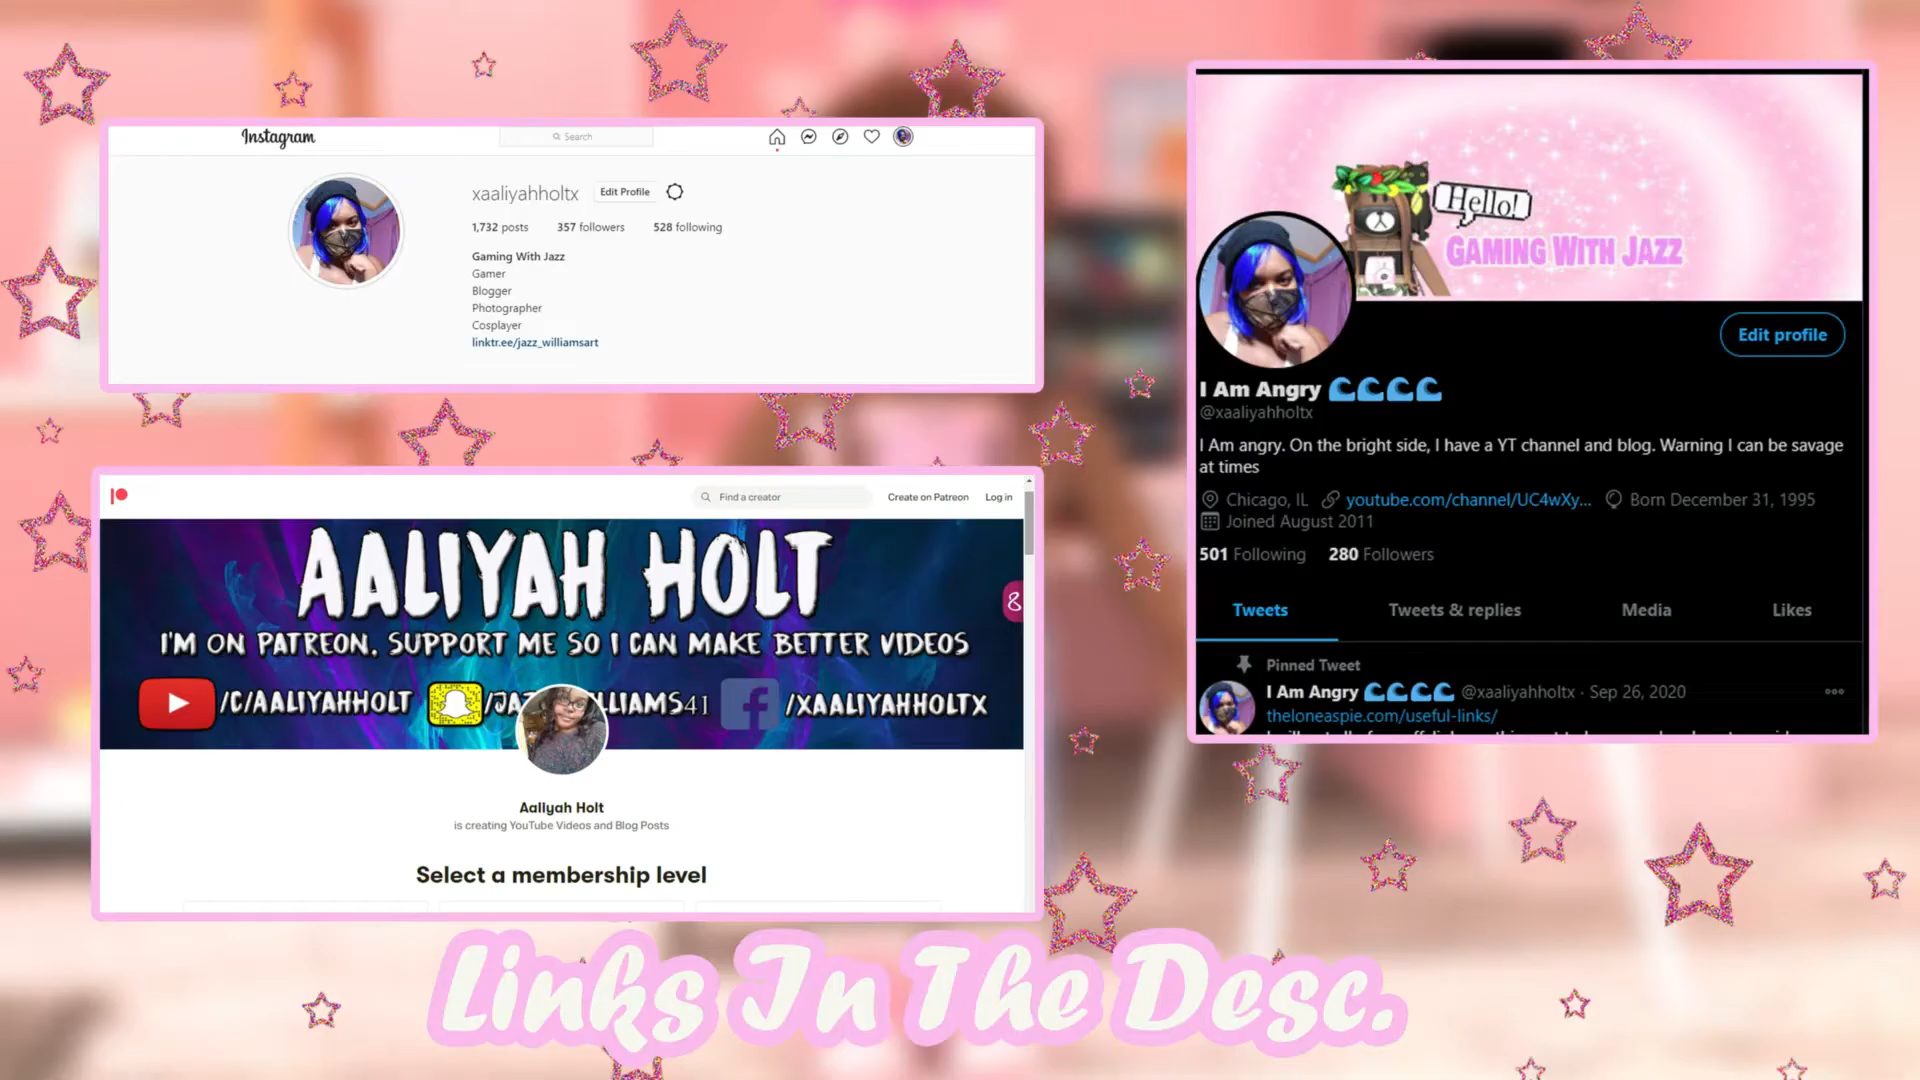 Instagram
Search
xaaliyahholtx Edit Profile
1,732 posts 357 followers 528 following
Gaming With Jazz
Gamer
Blogger
Photographer
Cosplayer
linktr.ee/jazz_williamsart
Find a creator Create on Patreon Log in
AALIYAH HOLT
I'M ON PATREON. SUPPORT ME SO I CAN MAKE BETTER VIDEOS
/C/AALIYAHHOLT /JAZ LLIAMS41 /XAALIYAHHOLTX
Aaliyah Holt
is creating YouTube Videos and Blog Posts
Select a membership level
Hello!
GAMING WITH JAZZ
Edit profile
I Am Angry 🌊🌊🌊🌊
@xaaliyahholtx
I Am angry. On the bright side, I have a YT channel and blog. Warning I can be savage
at times
Chicago, IL youtube.com/channel/UC4wXy... Born December 31, 1995
Joined August 2011
501 Following 280 Followers
Tweets Tweets & replies Media Likes
Pinned Tweet
I Am Angry 🌊🌊🌊🌊 @xaaliyahholtx · Sep 26, 2020
theloneaspie.com/useful-links/
Links In The Desc.